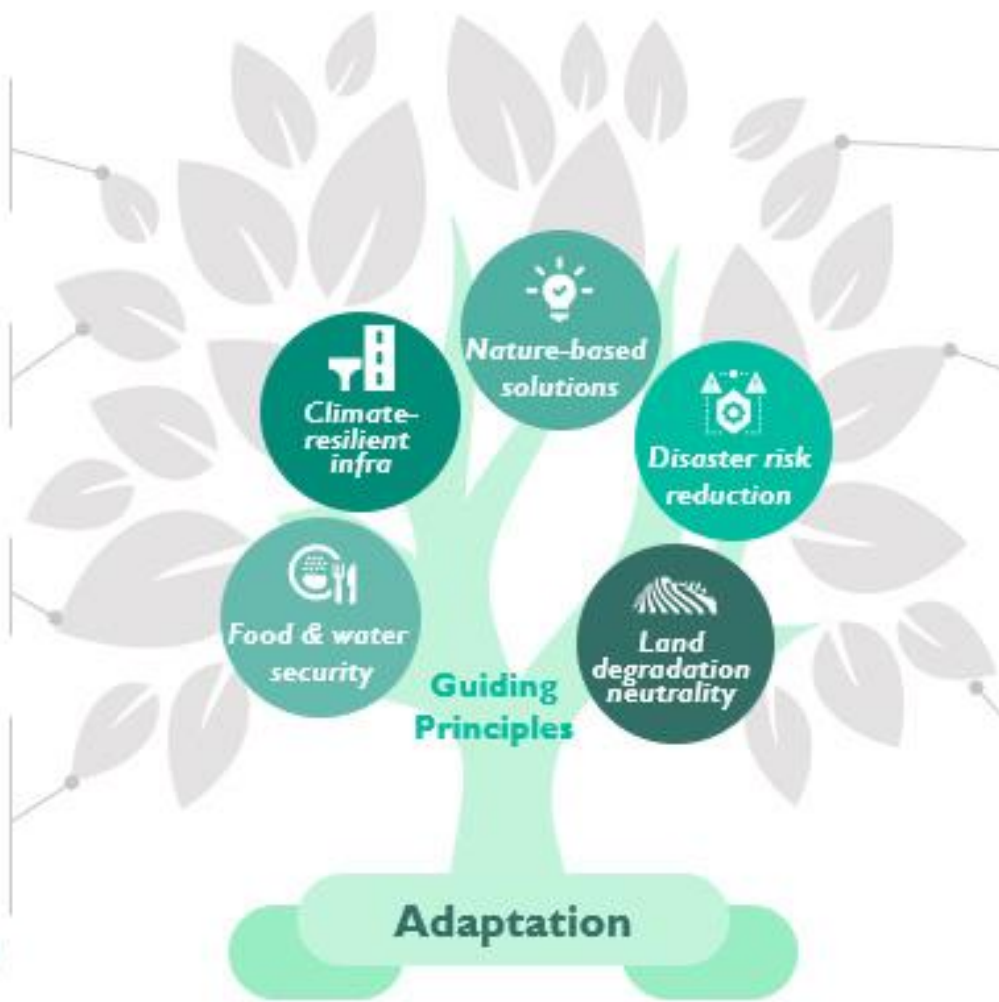 Nature-based
solutions
Climate-
resilient
infra
Disaster risk
reduction
Food & water
security
Land
degradation
neutrality
Guiding
Principles
Adaptation